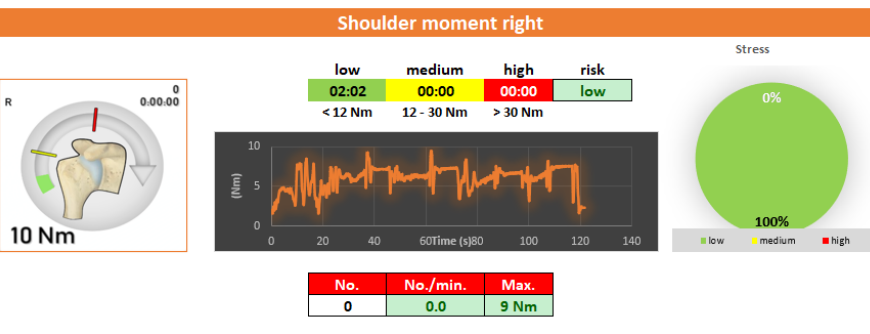 Shoulder moment right
Stress
low medium high risk
02:02 00:00 00:00 low
< 12 Nm 12 - 30 Nm > 30 Nm
R
0
0:00:00
10 Nm
(Nm)
10
5
0
0 20 40 60 80 100 120 140
Time (s)
0%
100%
low medium high
No. No./min. Max.
0 0.0 9 Nm